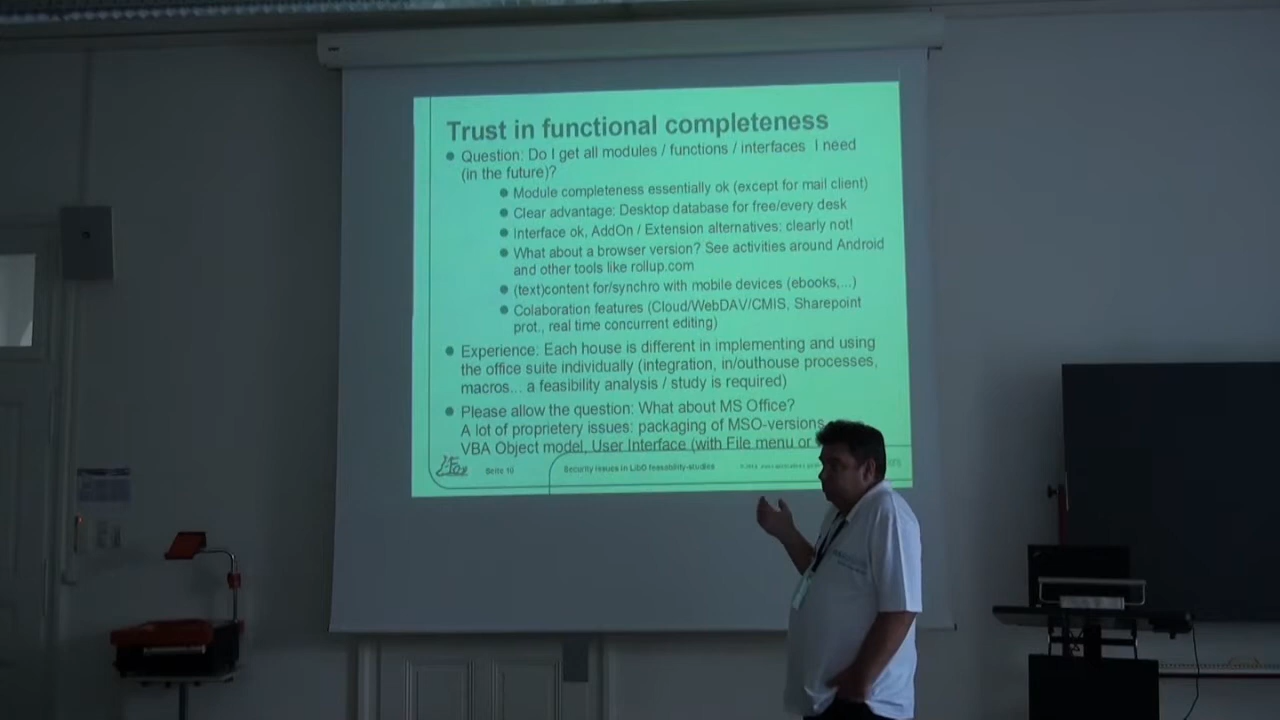 Trust in functional completeness
Question: Do I get all modules / functions / interfaces I need
(in the future)?
Module completeness essentially ok (except for mail client)
Clear advantage: Desktop database for free/every desk
Interface ok, AddOn / Extension alternatives: clearly not!
What about a browser version? See activities around Android
and other tools like rollup.com
(text)content for/synchro with mobile devices (ebooks,...)
Colaboration features (Cloud/WebDAV/CMIS, Sharepoint
prot., real time concurrent editing)
Experience: Each house is different in implementing and using
the office suite individually (integration, in/outhouse processes,
macros... a feasibility analysis / study is required)
Please allow the question: What about MS Office?
A lot of proprietery issues: packaging of MSO-versions
VBA Object model, User Interface (with File menu or
Seite 10
Security issues in LibO feasability-studies